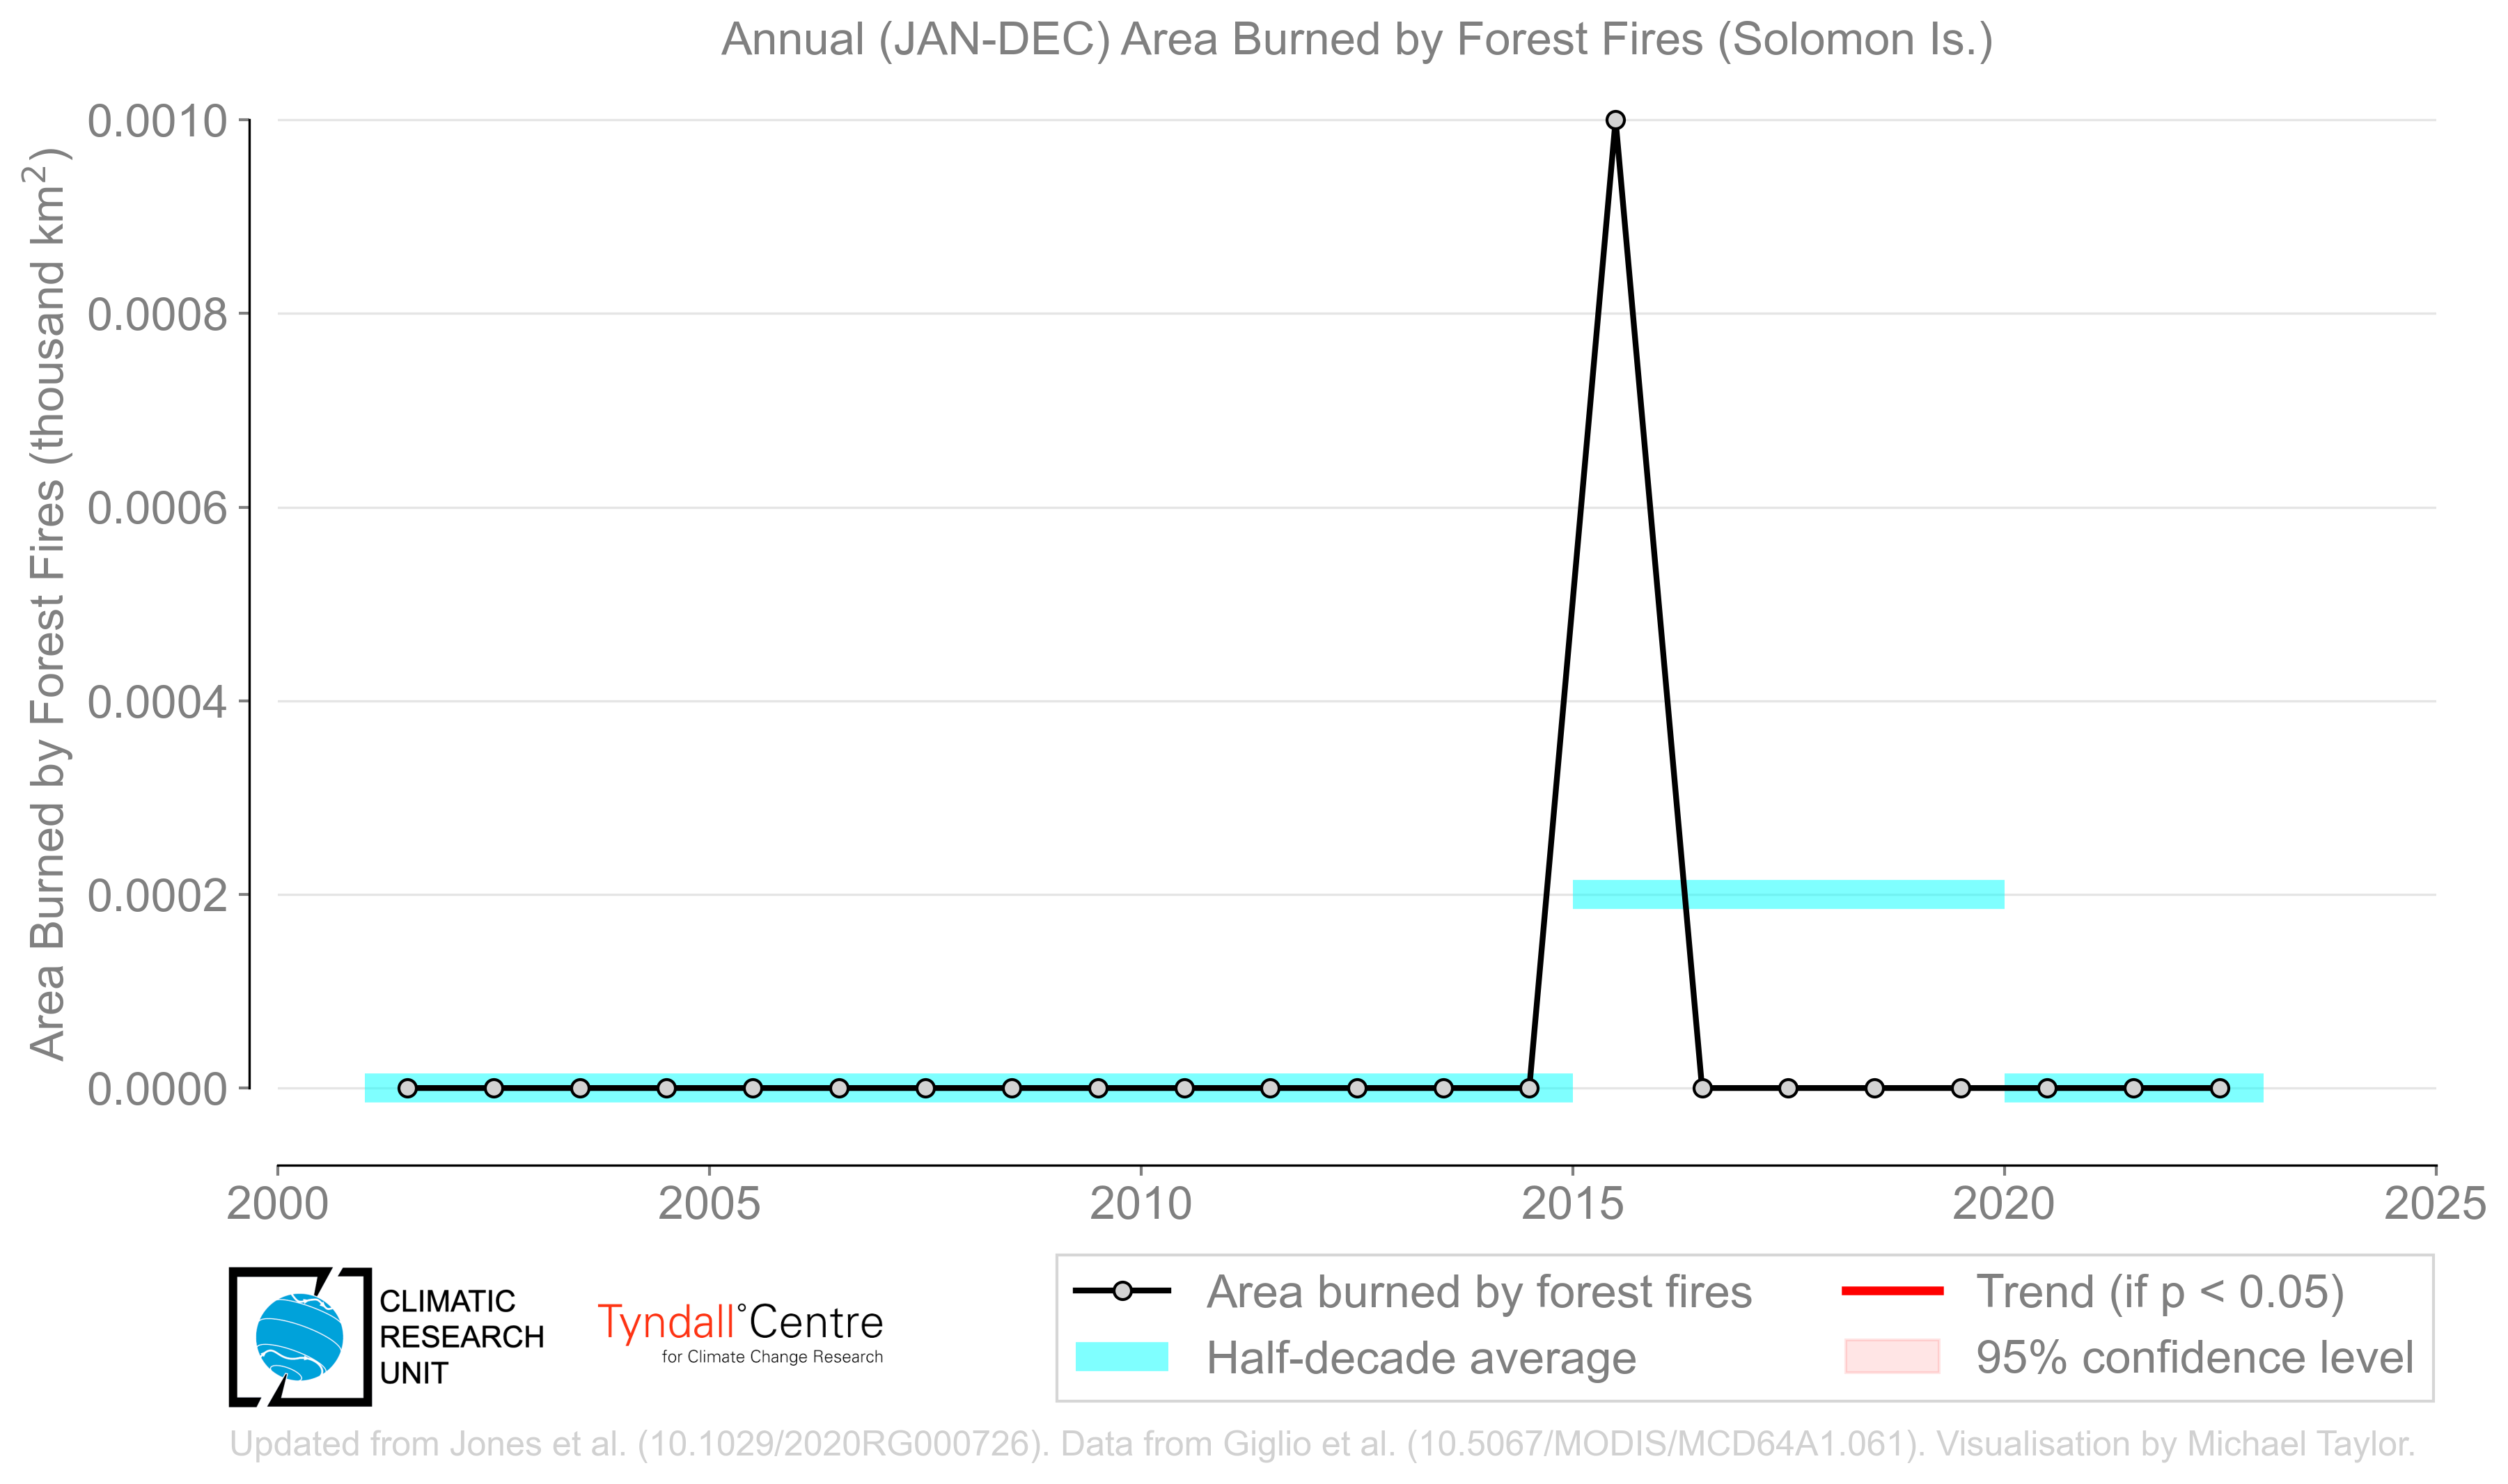 Annual (JAN-DEC) Area Burned by Forest Fires (Solomon Is.)
Area Burned by Forest Fires (thousand km²)
0.0010
0.0008
0.0006
0.0004
0.0002
0.0000
2000 2005 2010 2015 2020 2025
CLIMATIC
RESEARCH
UNIT
Tyndall°Centre
for Climate Change Research
Area burned by forest fires
Half-decade average
Trend (if p < 0.05)
95% confidence level
Updated from Jones et al. (10.1029/2020RG000726). Data from Giglio et al. (10.5067/MODIS/MCD64A1.061). Visualisation by Michael Taylor.